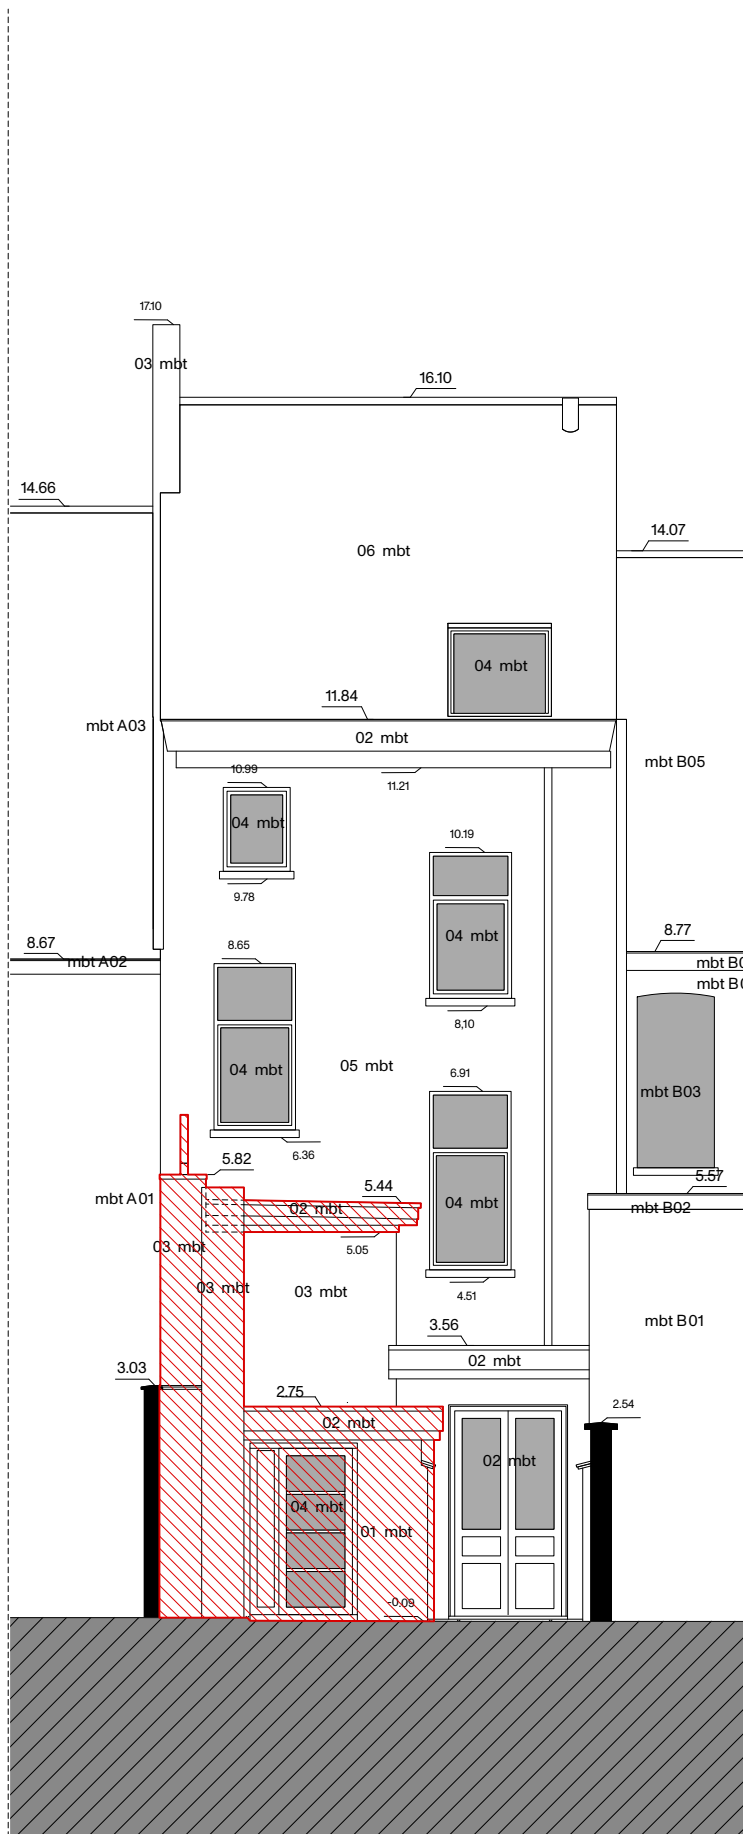 17.10
03 mbt
16.10
14.66
14.07
06 mbt
04 mbt
11.84
mbt A03
02 mbt
mbt B05
10.99
11.21
04 mbt
10.19
9.78
8.67
8.65
04 mbt
8.77
mbt A02
mbt
mbt
8,10
05 mbt
04 mbt
6.91
mbt B03
6.36
5.82
5.57
mbt A01
5.44
04 mbt
02 mbt
mbt B02
03 mbt
5.05
03 mbt
03 mbt
4.51
3.56
mbt B01
02 mbt
3.03
2.75
2.54
02 mbt
02 mbt
04 mbt
01 mbt
-0.09